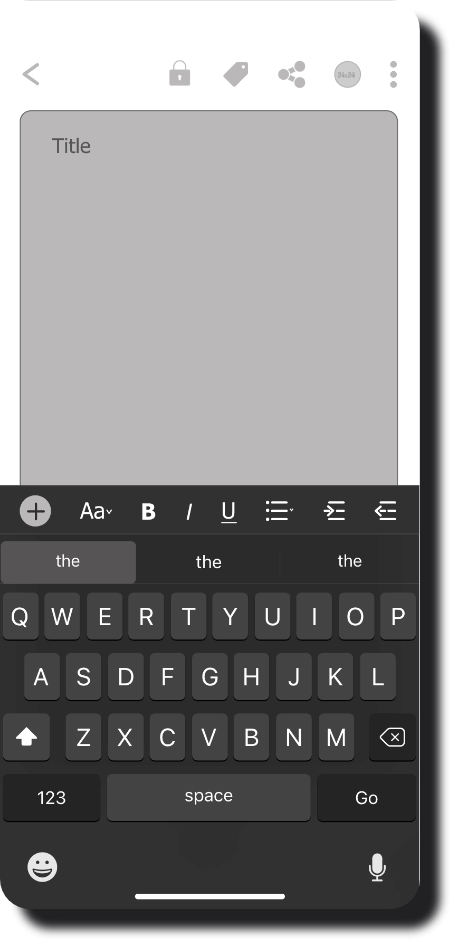 Title
Aa B I U
the the the
Q W E R T Y U I O P
A S D F G H J K L
Z X C V B N M
123 space Go